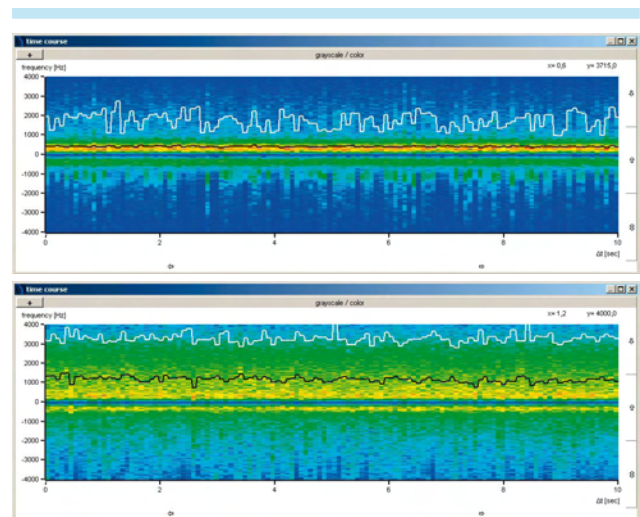 time course
+
grayscale / color
frequency [Hz]
x= 0,6 y= 3715,0
4000
3000
2000
1000
0
-1000
-2000
-3000
-4000
0 2 4 6 8 10
Δt [sec]
time course
+
grayscale / color
frequency [Hz]
x= 1,2 y= 4000,0
4000
3000
2000
1000
0
-1000
-2000
-3000
-4000
0 2 4 6 8 10
Δt [sec]